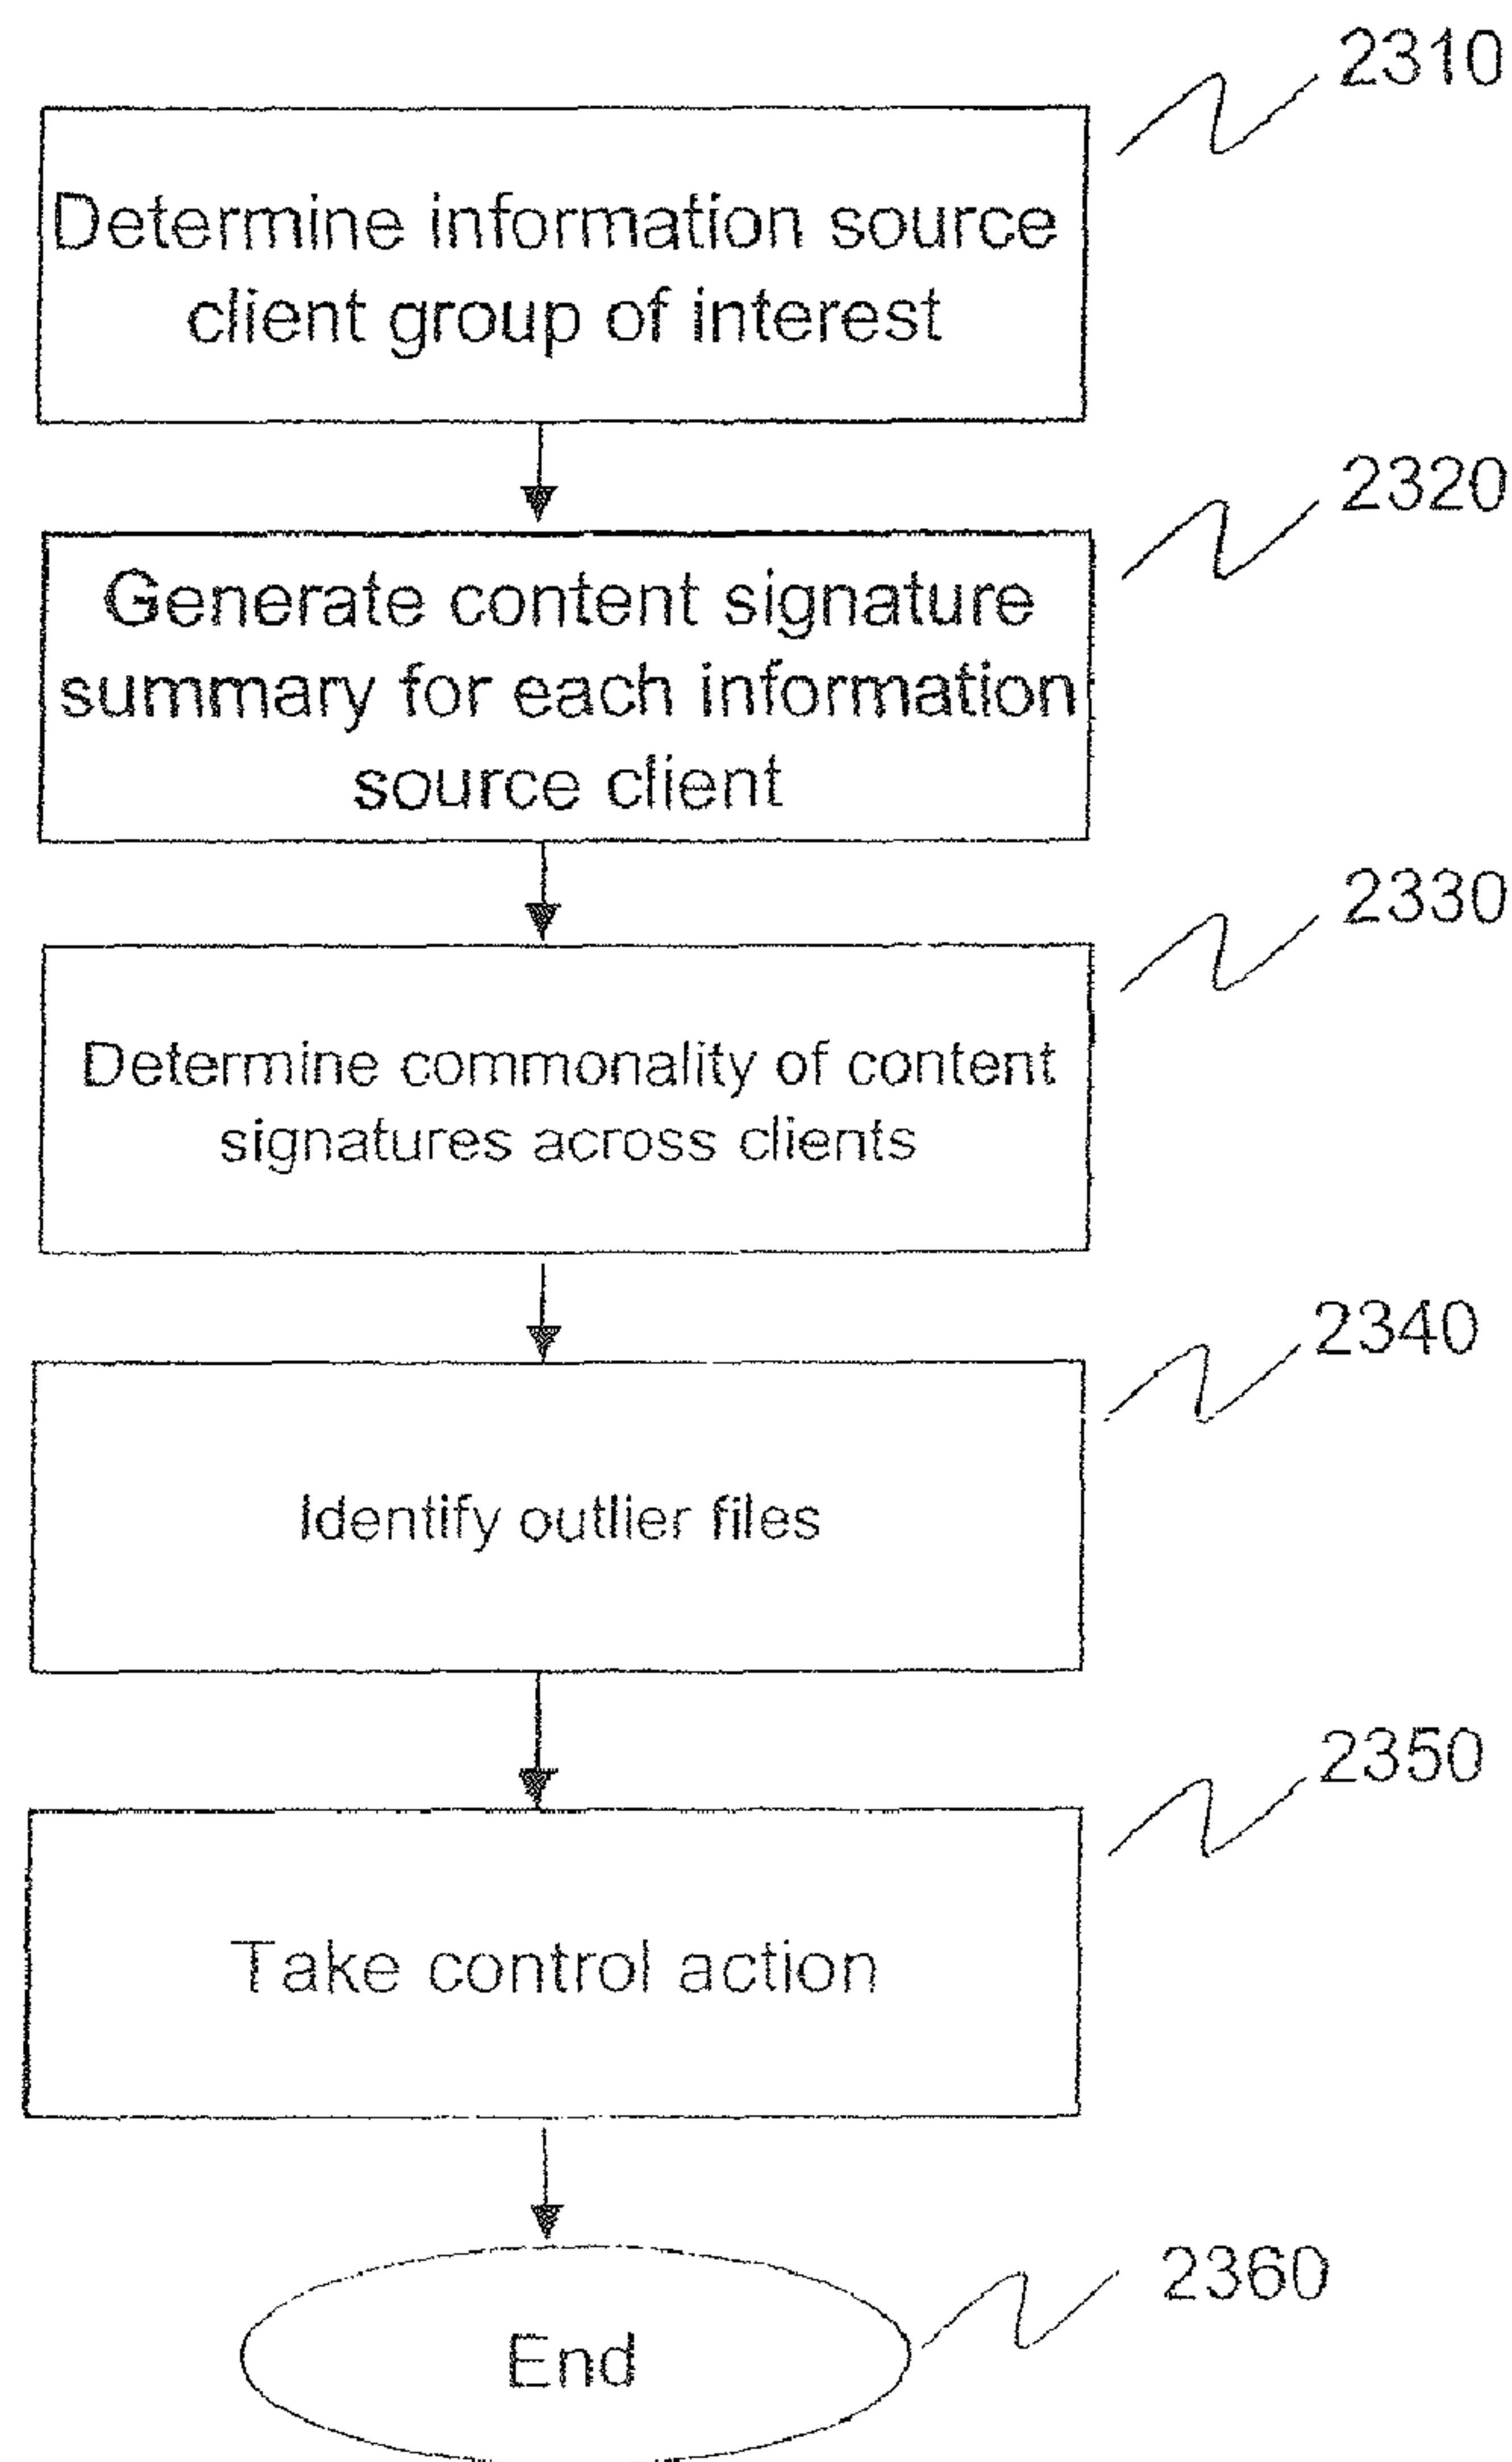 2310
Determine information source
client group of interest
2320
Generate content signature
summary for each information
source client
2330
Determine commonality of content
signatures across clients
2340
Identify outlier files
2350
Take control action
2360
End